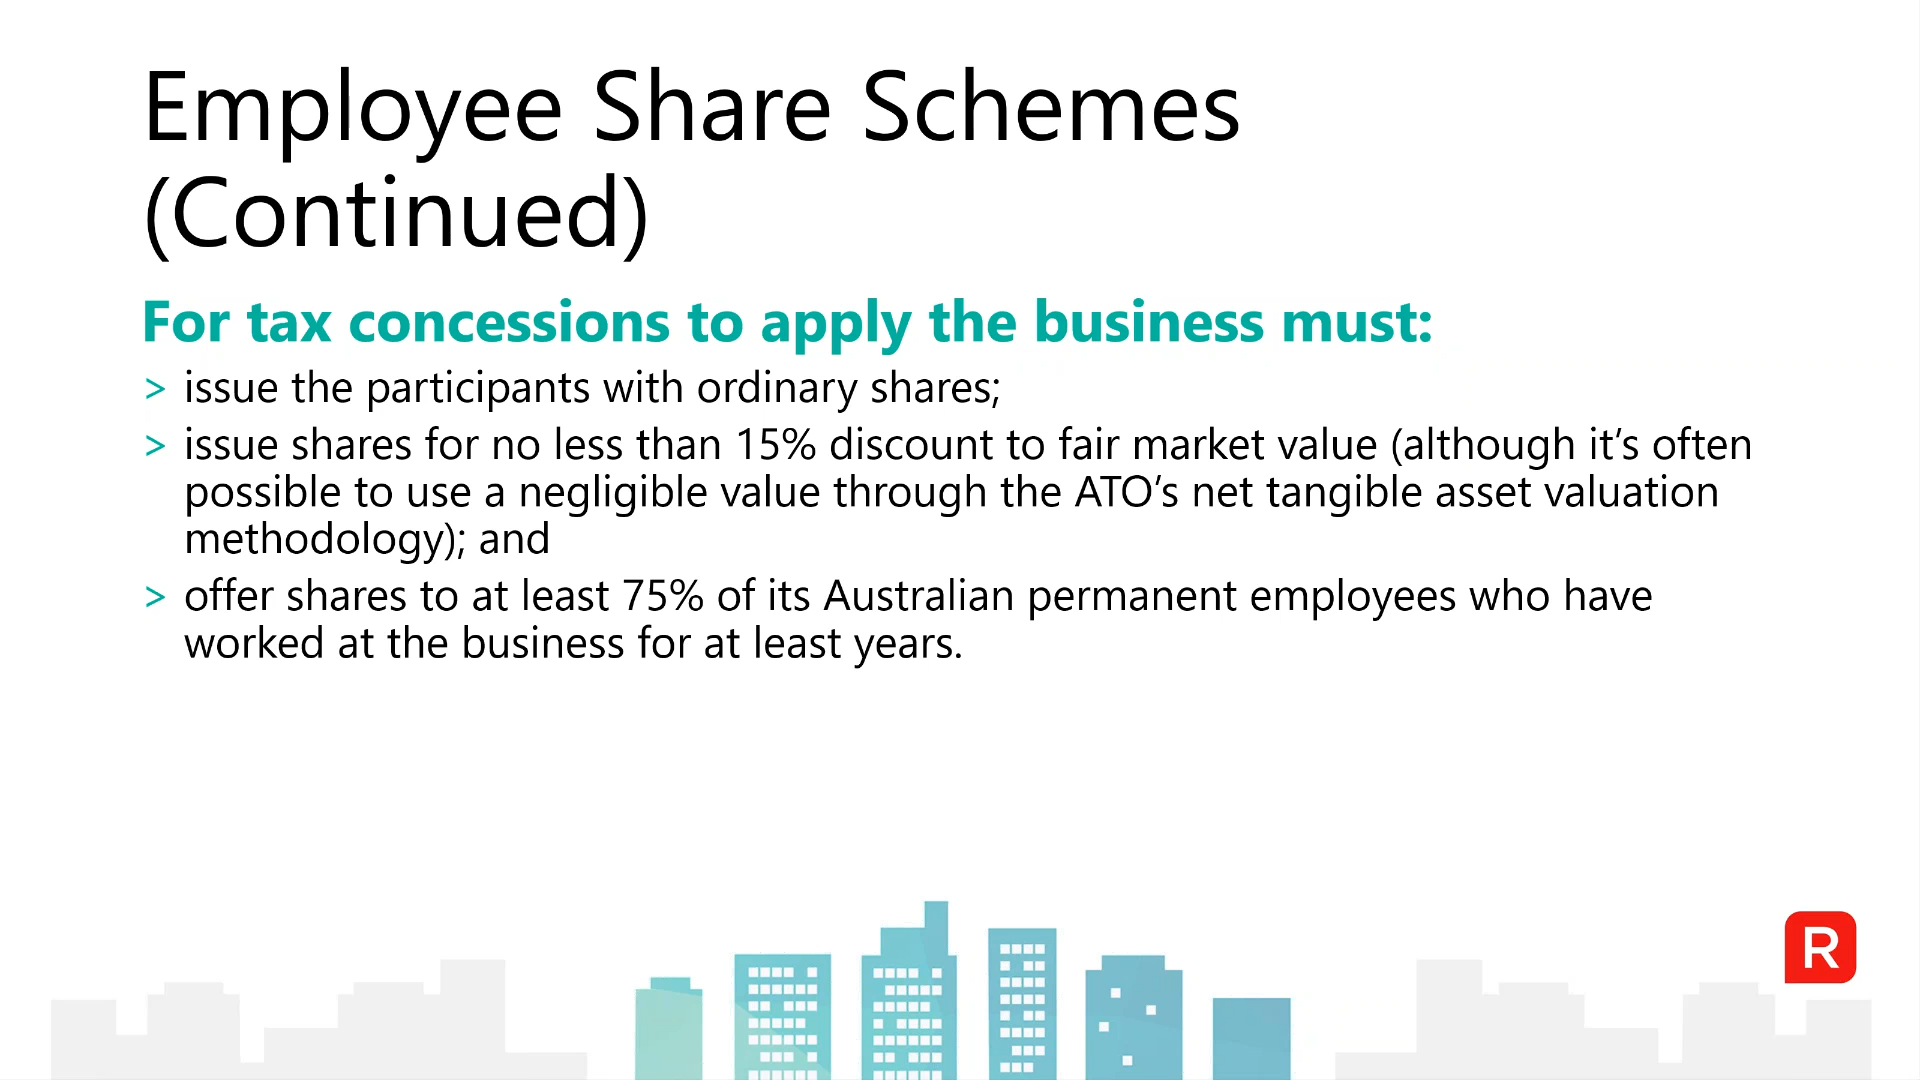 Employee Share Schemes
(Continued)
For tax concessions to apply the business must:
> issue the participants with ordinary shares;
> issue shares for no less than 15% discount to fair market value (although it’s often
possible to use a negligible value through the ATO’s net tangible asset valuation
methodology); and
> offer shares to at least 75% of its Australian permanent employees who have
worked at the business for at least years.
R